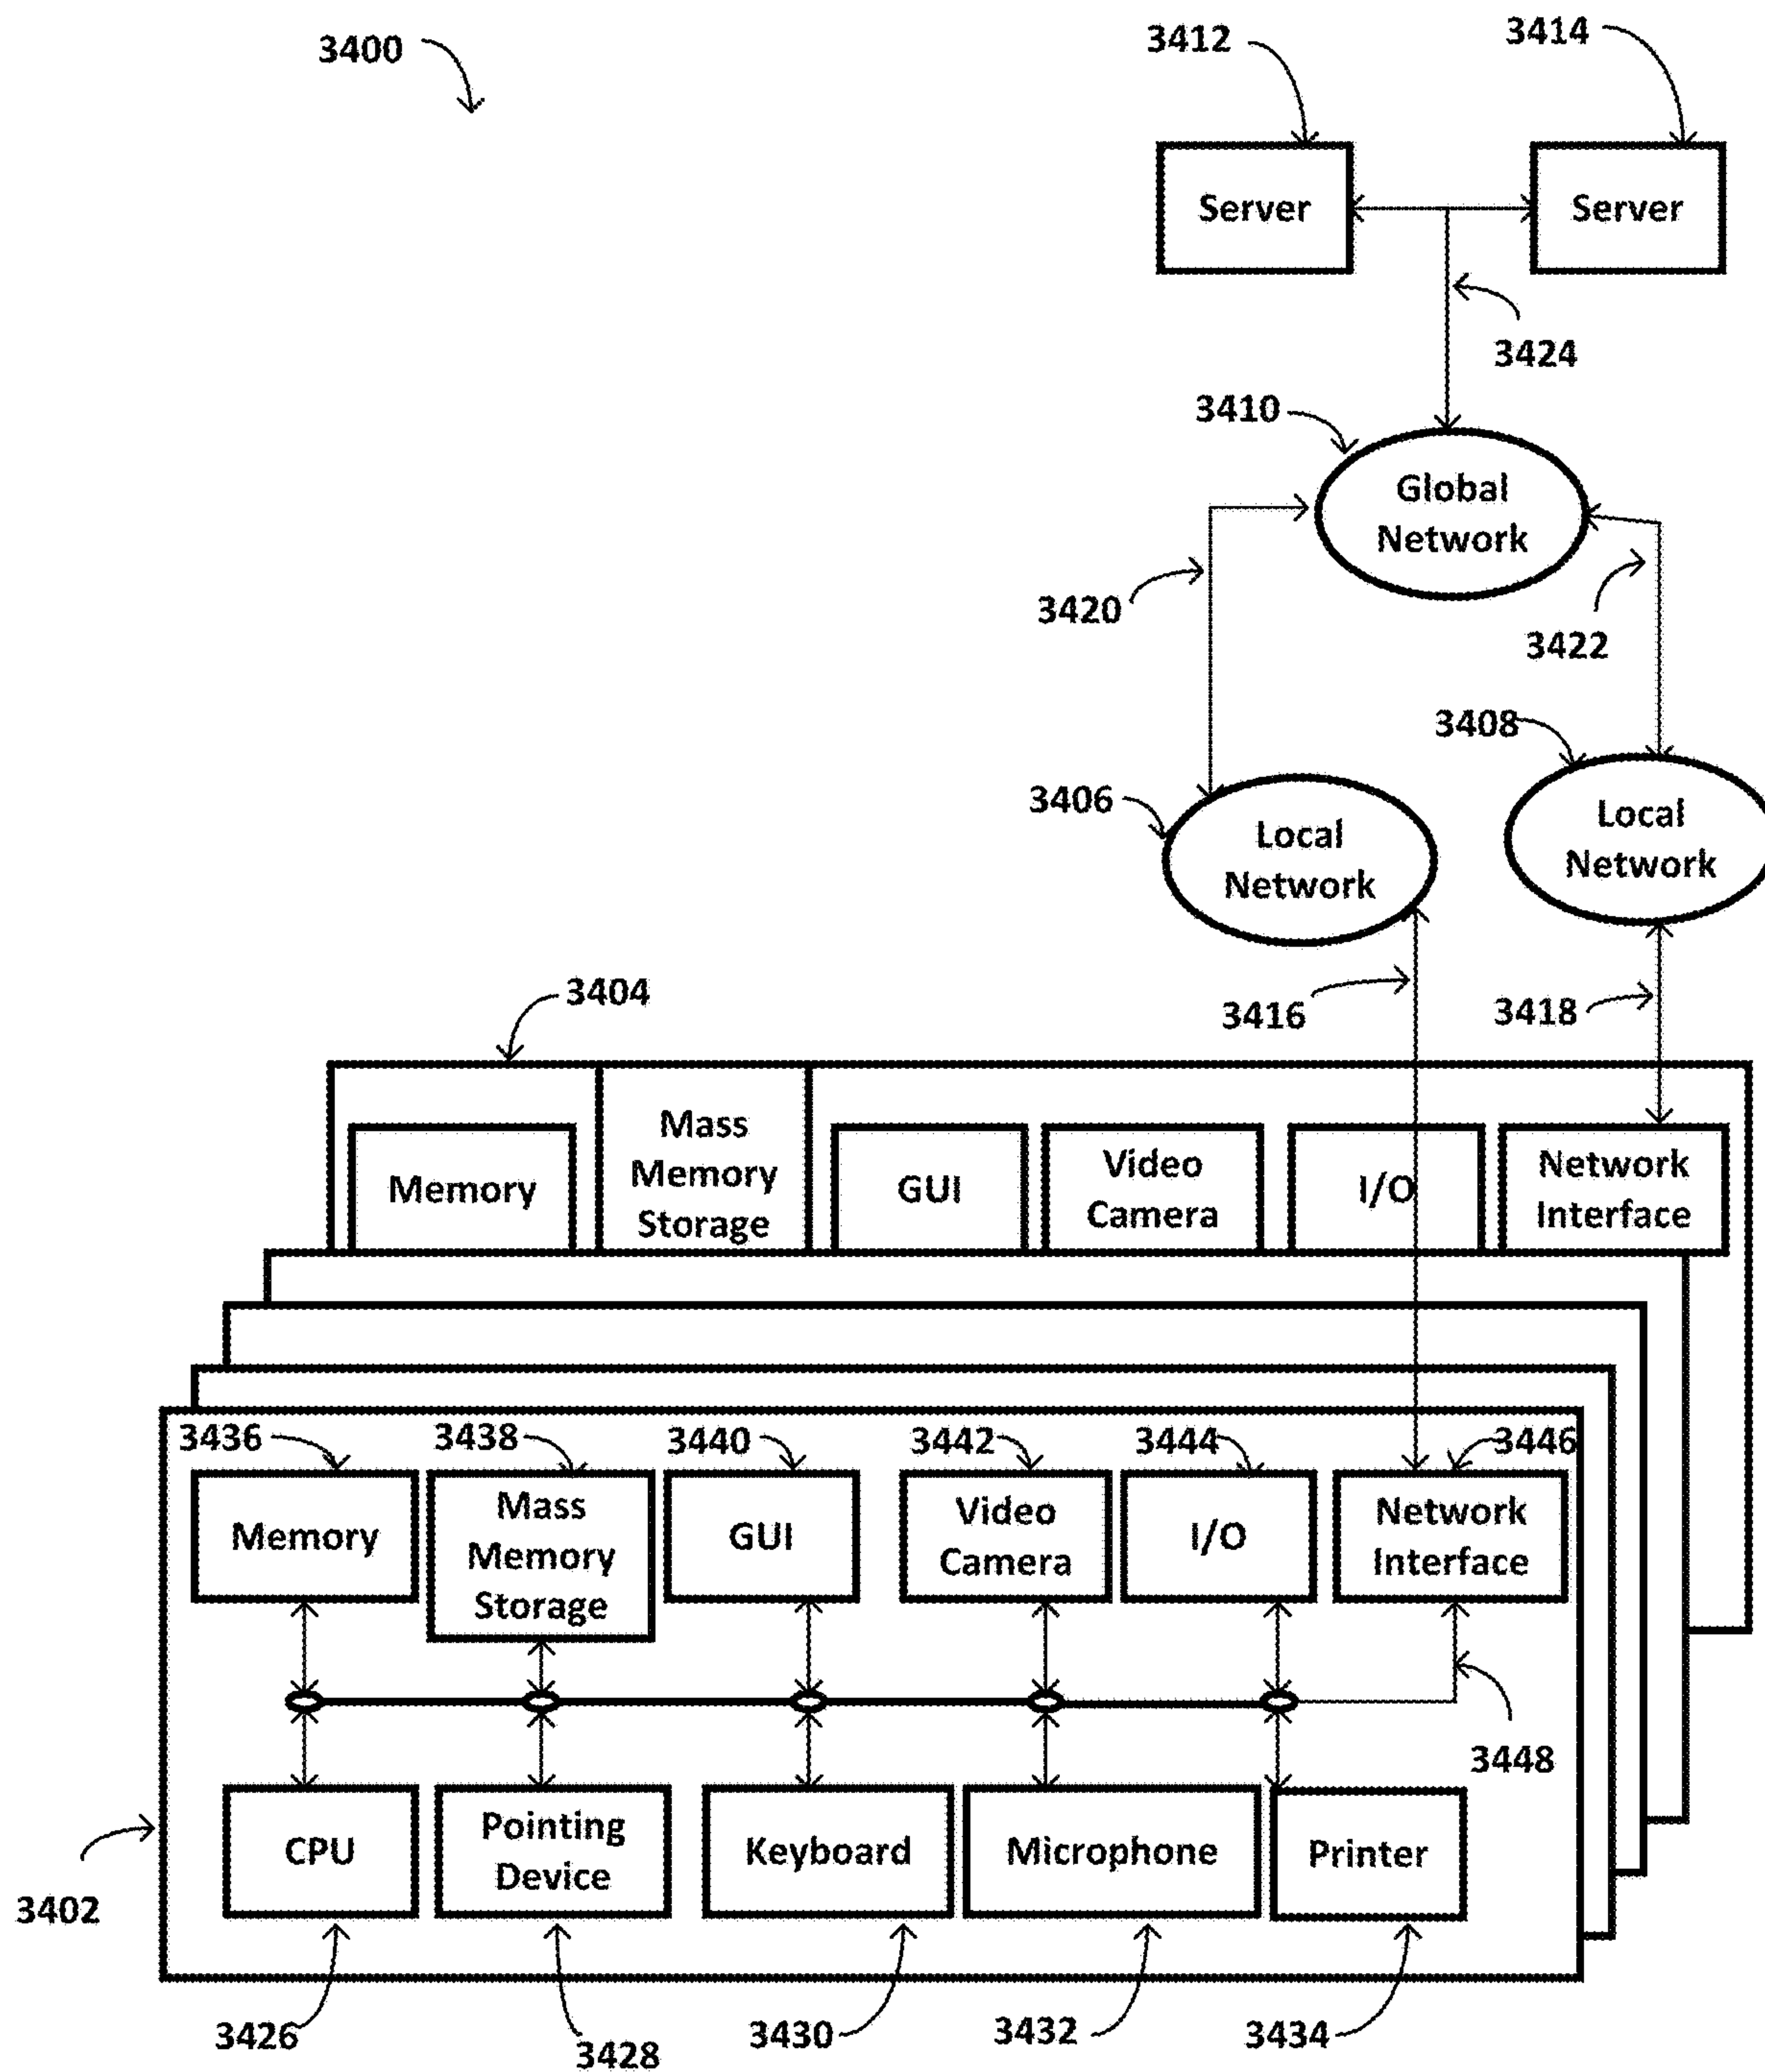 3400
3412
3414
Server
Server
3424
3410
Global
Network
3420
3422
3408
3406
Local
Network
Local
Network
3404
3416
3418
Memory
Mass
Memory
Storage
GUI
Video
Camera
I/O
Network
Interface
3436
3438
3440
3442
3444
3446
Memory
Mass
Memory
Storage
GUI
Video
Camera
I/O
Network
Interface
3448
CPU
Pointing
Device
Keyboard
Microphone
Printer
3402
3426
3428
3430
3432
3434